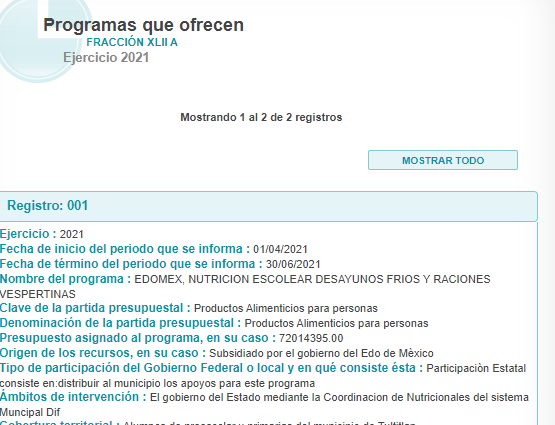 Programas que ofrecen
FRACCIÓN XLII A
Ejercicio 2021
Mostrando 1 al 2 de 2 registros
MOSTRAR TODO
Registro: 001
Ejercicio : 2021
Fecha de inicio del periodo que se informa : 01/04/2021
Fecha de término del periodo que se informa : 30/06/2021
Nombre del programa : EDOMEX, NUTRICION ESCOLEAR DESAYUNOS FRIOS Y RACIONES
VESPERTINAS
Clave de la partida presupuestal : Productos Alimenticios para personas
Denominación de la partida presupuestal : Productos Alimenticios para personas
Presupuesto asignado al programa, en su caso : 72014395.00
Origen de los recursos, en su caso : Subsidiado por el gobierno del Edo de Mèxico
Tipo de participación del Gobierno Federal o local y en qué consiste ésta : Participaciòn Estatal
consiste en:distribuir al municipio los apoyos para este programa
Ámbitos de intervención : El gobierno del Estado mediante la Coordinacion de Nutricionales del sistema
Muncipal Dif
Cobertura territorial : Alumnos de preescolar y primarias del municipio de Tultitlan